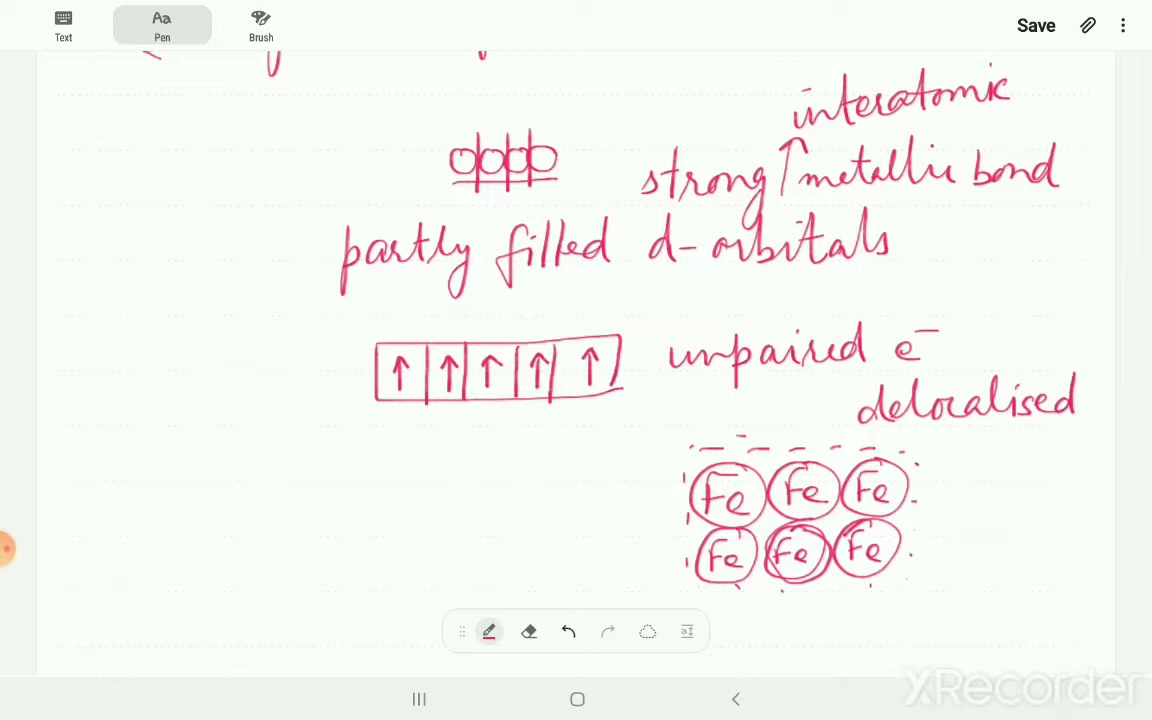 Text
Aa
Pen
Brush
Save
interatomic
strong ↑ metallic bond
partly filled d-orbitals
↑ ↑ ↑ ↑ ↑
unpaired e⁻
delocalised
Fe Fe Fe
Fe Fe Fe
XRecorder